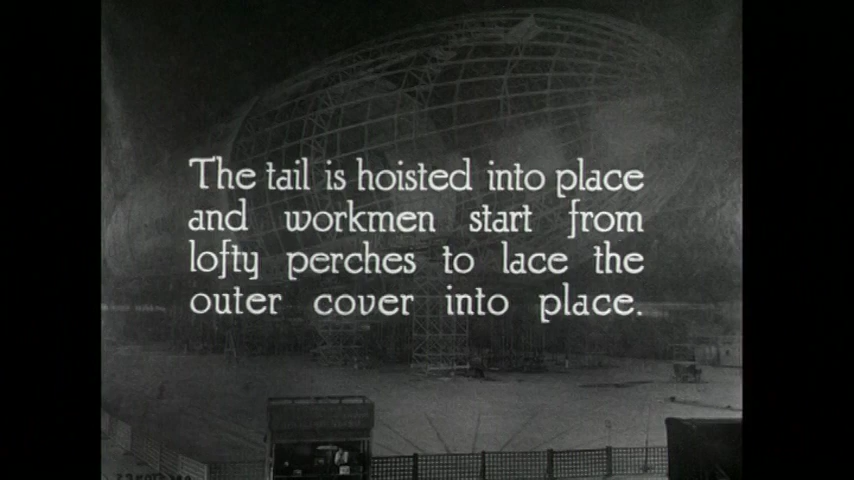 The tail is hoisted into place
and workmen start from
lofty perches to lace the
outer cover into place.